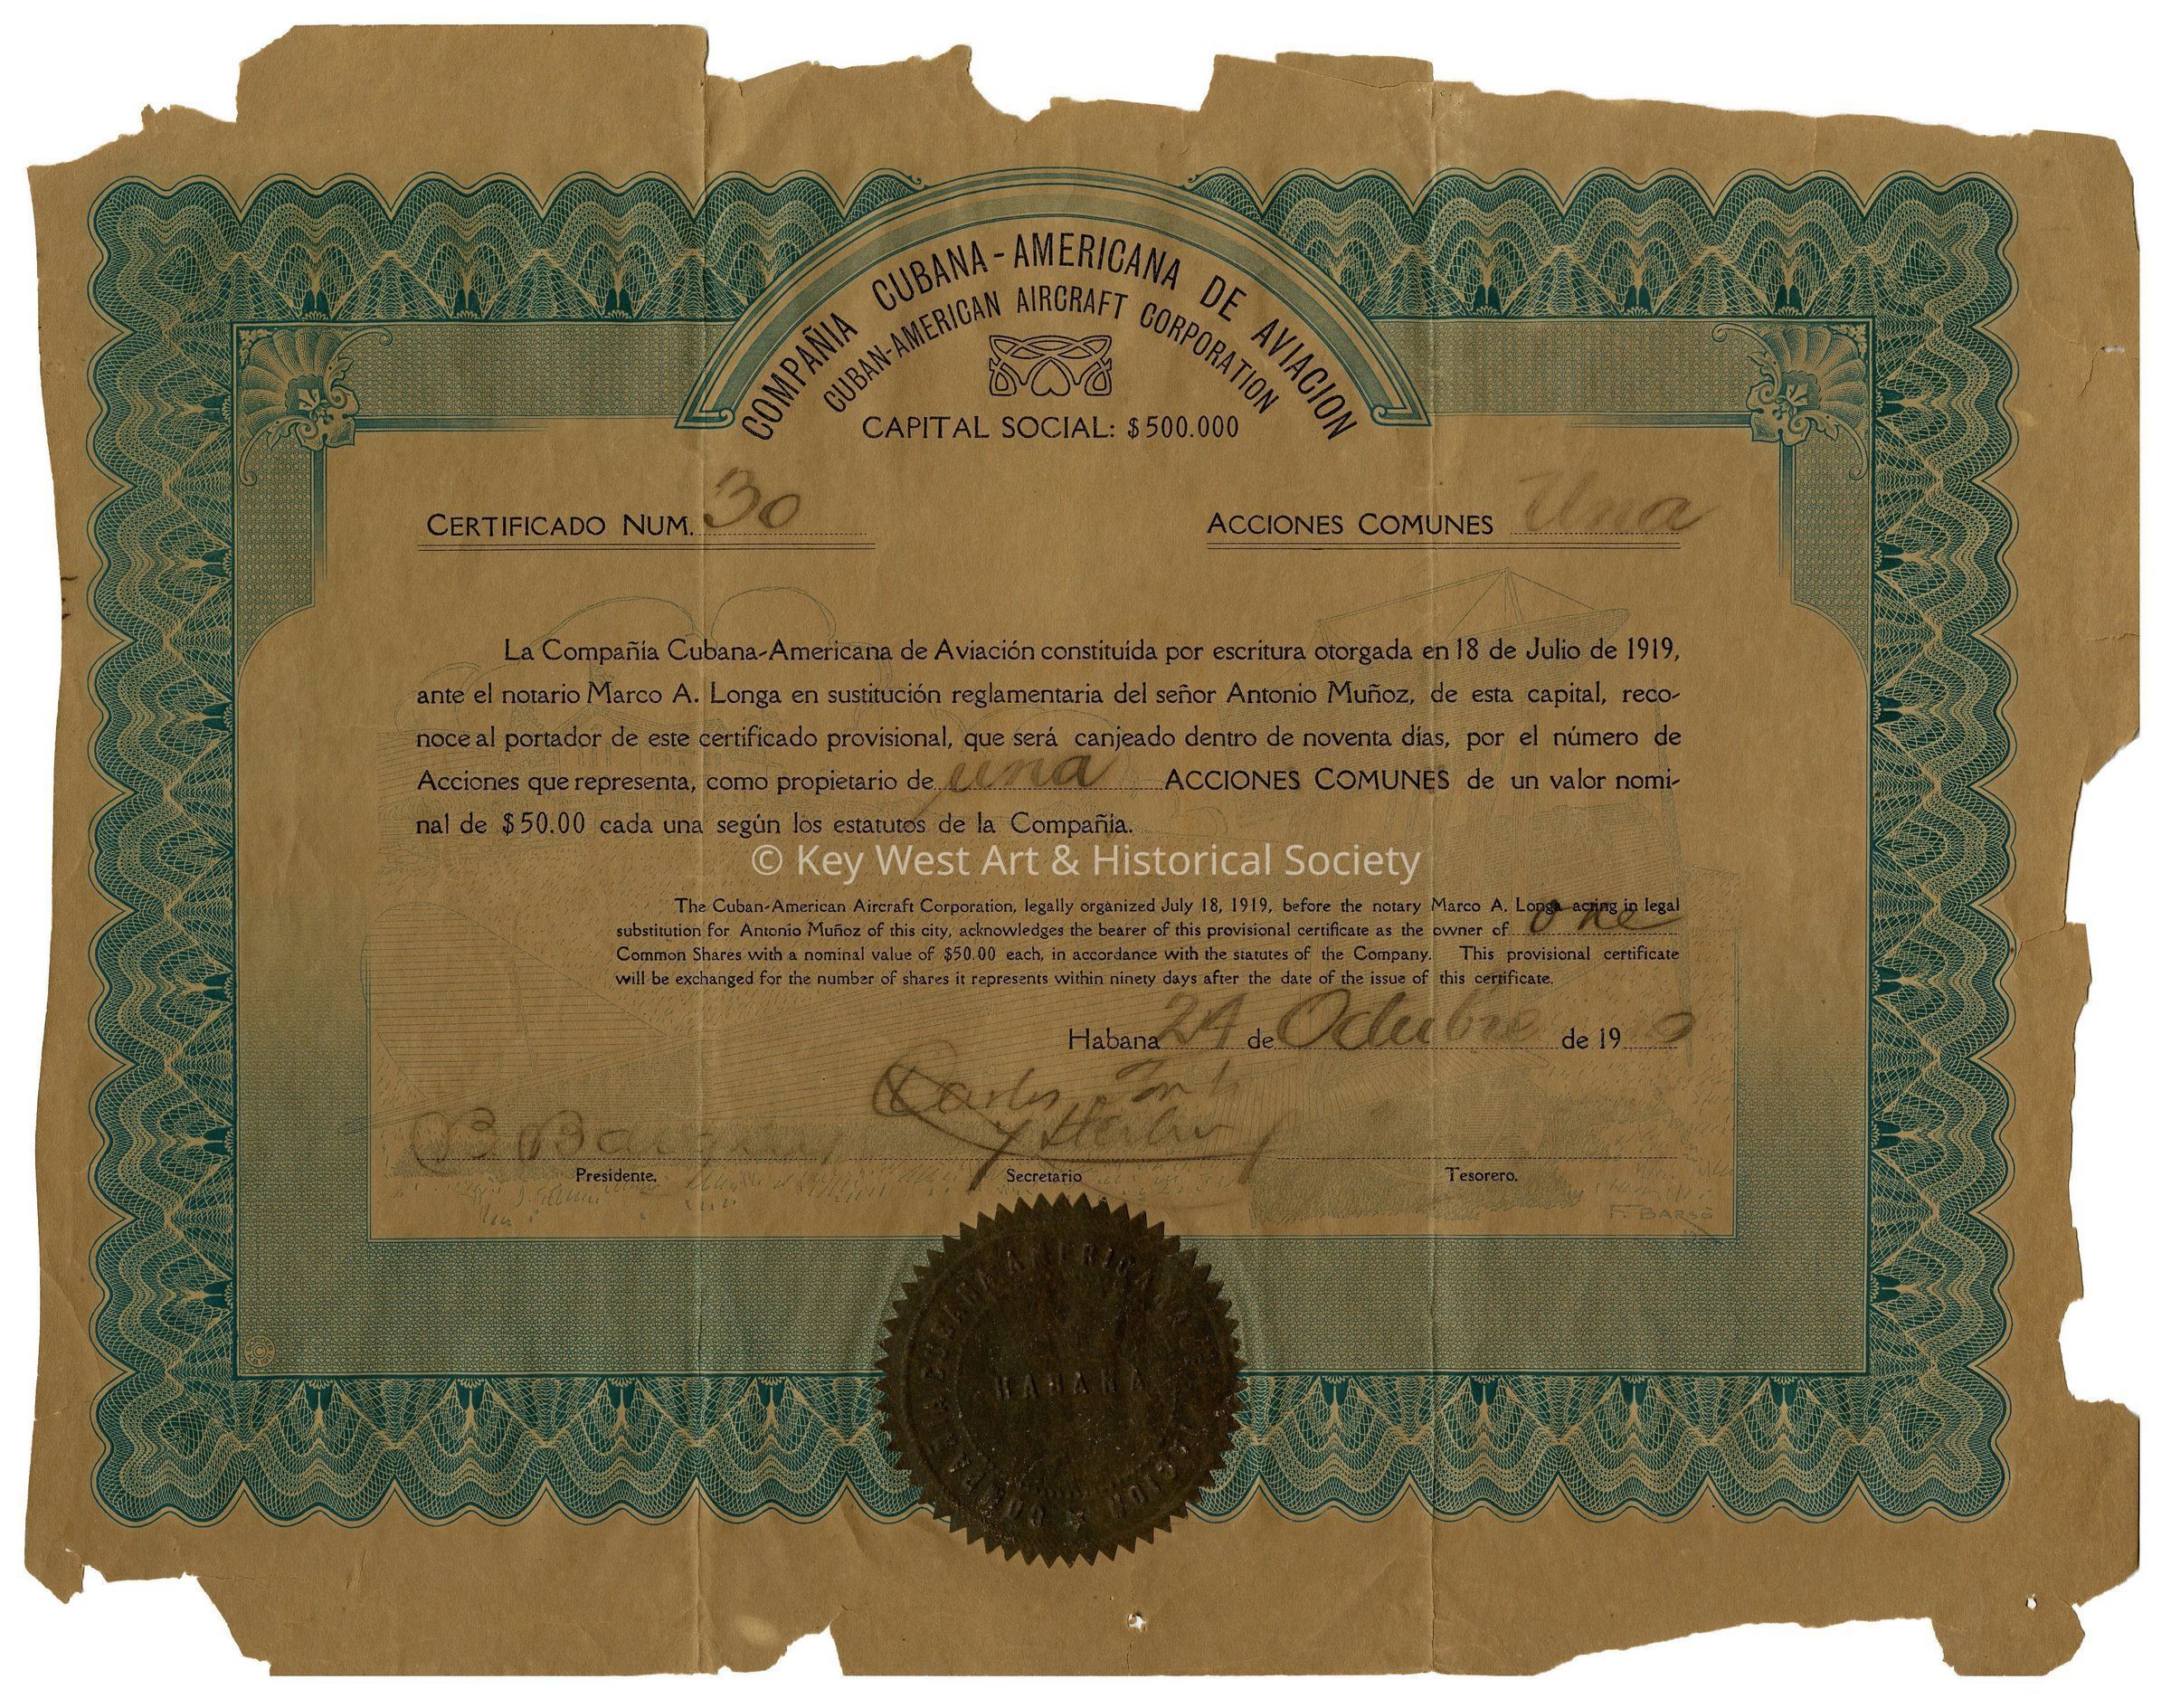 COMPAÑIA CUBANA-AMERICANA DE AVIACION
CUBAN-AMERICAN AIRCRAFT CORPORATION
CAPITAL SOCIAL: $500.000
CERTIFICADO NUM. 30
ACCIONES COMUNES Una
La Compañía Cubana-Americana de Aviación constituída por escritura otorgada en 18 de Julio de 1919,
ante el notario Marco A. Longa en sustitución reglamentaria del señor Antonio Muñoz, de esta capital, reco-
noce al portador de este certificado provisional, que será canjeado dentro de noventa días, por el número de
Acciones que representa, como propietario de una ACCIONES COMUNES de un valor nomi-
nal de $50.00 cada una según los estatutos de la Compañía.
© Key West Art & Historical Society
The Cuban-American Aircraft Corporation, legally organized July 18, 1919, before the notary Marco A. Longa acting in legal
substitution for Antonio Muñoz of this city, acknowledges the bearer of this provisional certificate as the owner of one
Common Shares with a nominal value of $50.00 each, in accordance with the statutes of the Company. This provisional certificate
will be exchanged for the number of shares it represents within ninety days after the date of the issue of this certificate.
Habana 24 de Octubre de 19
Carlos
y
Presidente.
Secretario
Tesorero.
COMPAÑIA CUBANA AMERICANA DE AVIACION
HABANA